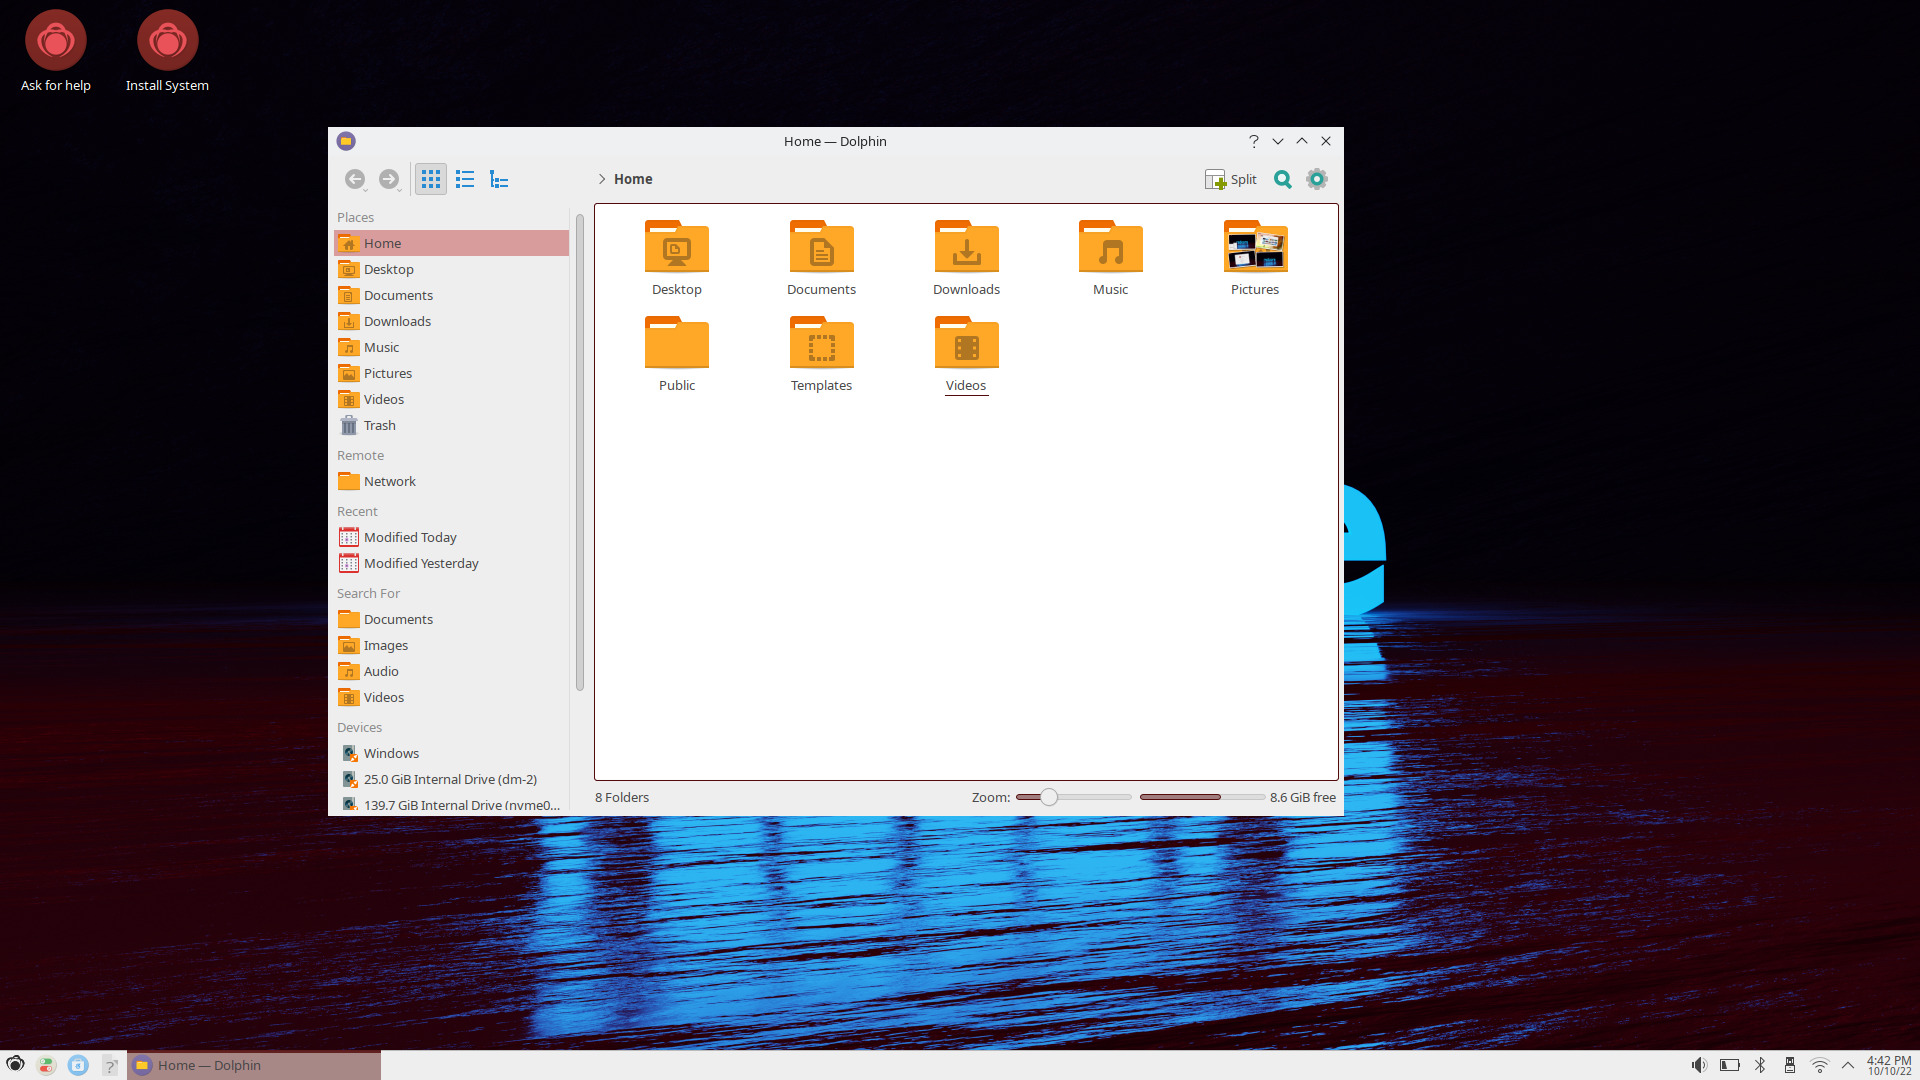 Ask for help
Install System
Home — Dolphin
Home
Split
Places
Home
Desktop
Documents
Downloads
Music
Pictures
Videos
Trash
Remote
Network
Recent
Modified Today
Modified Yesterday
Search For
Documents
Images
Audio
Videos
Devices
Windows
25.0 GiB Internal Drive (dm-2)
139.7 GiB Internal Drive (nvme0...
Desktop
Documents
Downloads
Music
Pictures
Public
Templates
Videos
8 Folders
Zoom:
8.6 GiB free
e
Home — Dolphin
4:42 PM
10/10/22